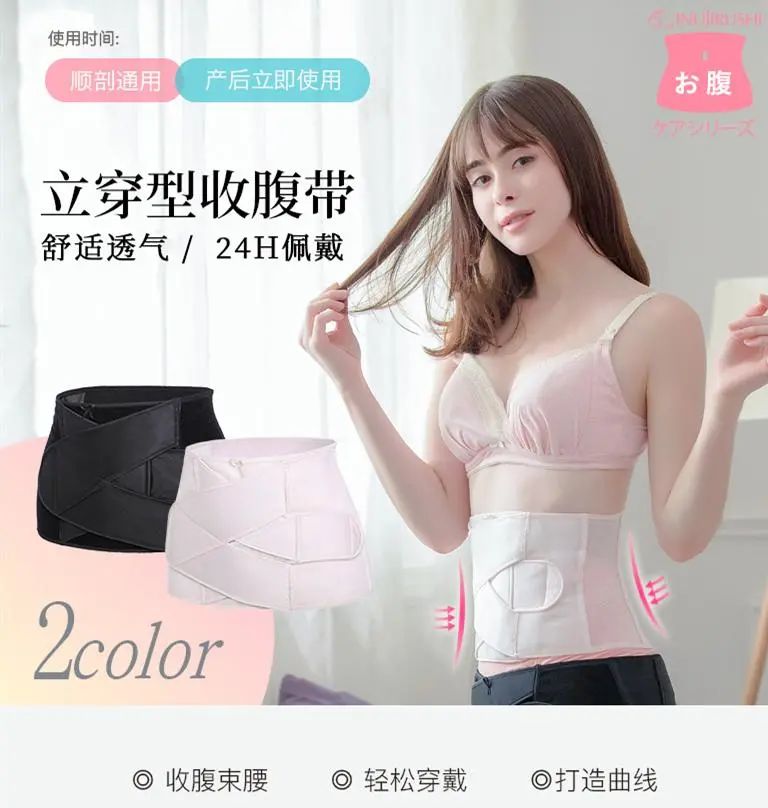 使用时间:
顺剖通用 产后立即使用
INUJIRUSHI
お腹
ケアシリーズ
立穿型收腹带
舒适透气 / 24H佩戴
2color
◎ 收腹束腰 ◎ 轻松穿戴 ◎打造曲线